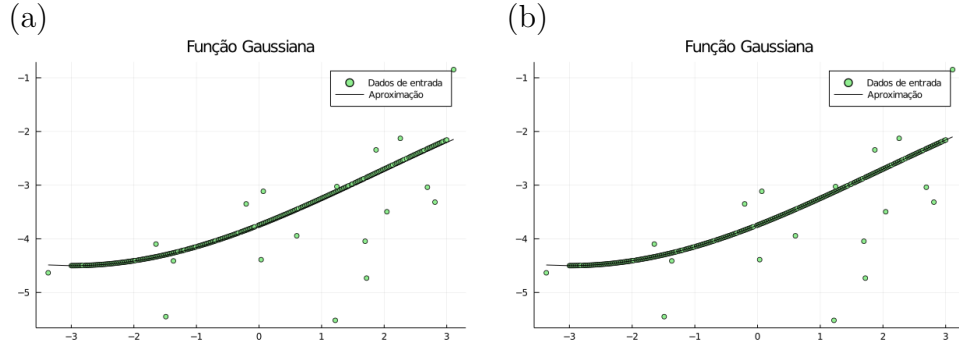 (a)
Função Gaussiana
Dados de entrada
Aproximação
−1
−2
−3
−4
−5
−3 −2 −1 0 1 2 3
(b)
Função Gaussiana
Dados de entrada
Aproximação
−1
−2
−3
−4
−5
−3 −2 −1 0 1 2 3